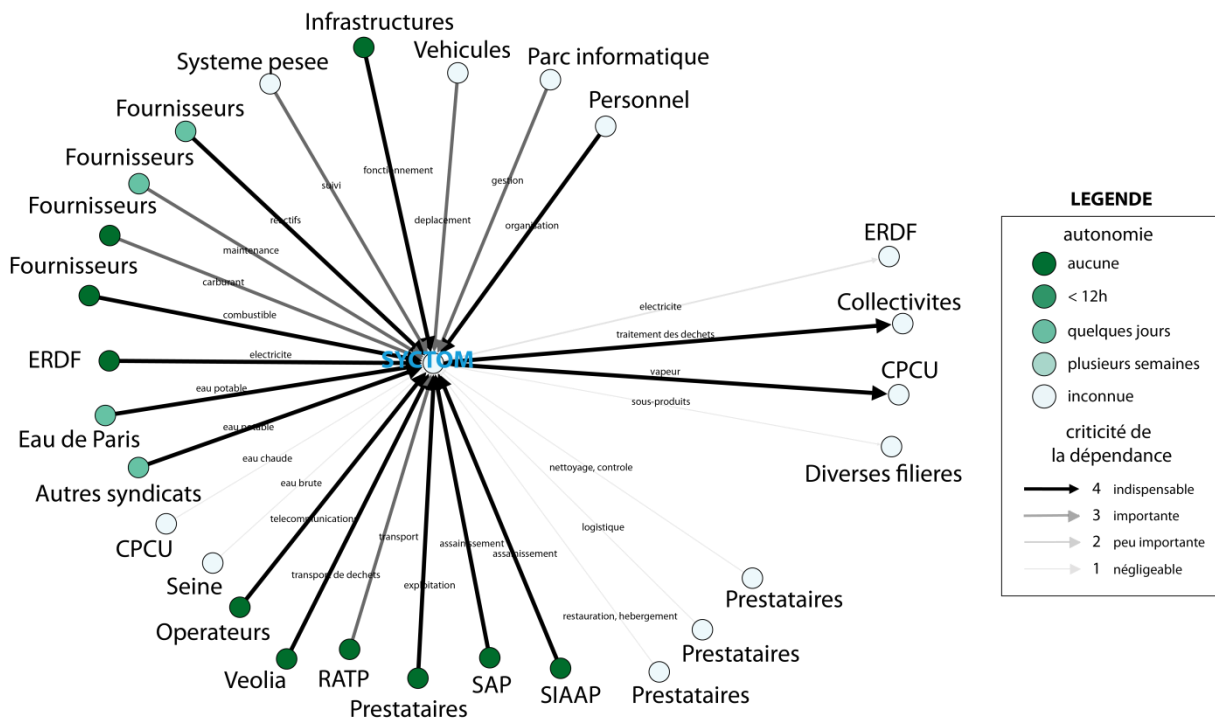 Infrastructures
Vehicules
Systeme pesee
Parc informatique
Fournisseurs
Personnel
Fournisseurs
fonctionnement
suivi
gestion
Fournisseurs
reactifs
deplacement
organisation
maintenance
ERDF
Fournisseurs
carburant
combustible
electricite
Collectivites
traitement des dechets
ERDF
electricite
SYCTOM
vapeur
CPCU
eau potable
sous-produits
Eau de Paris
eau potable
Diverses filieres
Autres syndicats
eau chaude
nettoyage, controle
eau brute
CPCU
telecommunications
logistique
Seine
transport
assainissement
assainissement
transport de dechets
exploitation
Prestataires
Operateurs
restauration, hebergement
Veolia
RATP
Prestataires
SAP
SIAAP
Prestataires
Prestataires
LEGENDE
autonomie
aucune
< 12h
quelques jours
plusieurs semaines
inconnue
criticité de
la dépendance
4 indispensable
3 importante
2 peu importante
1 négligeable